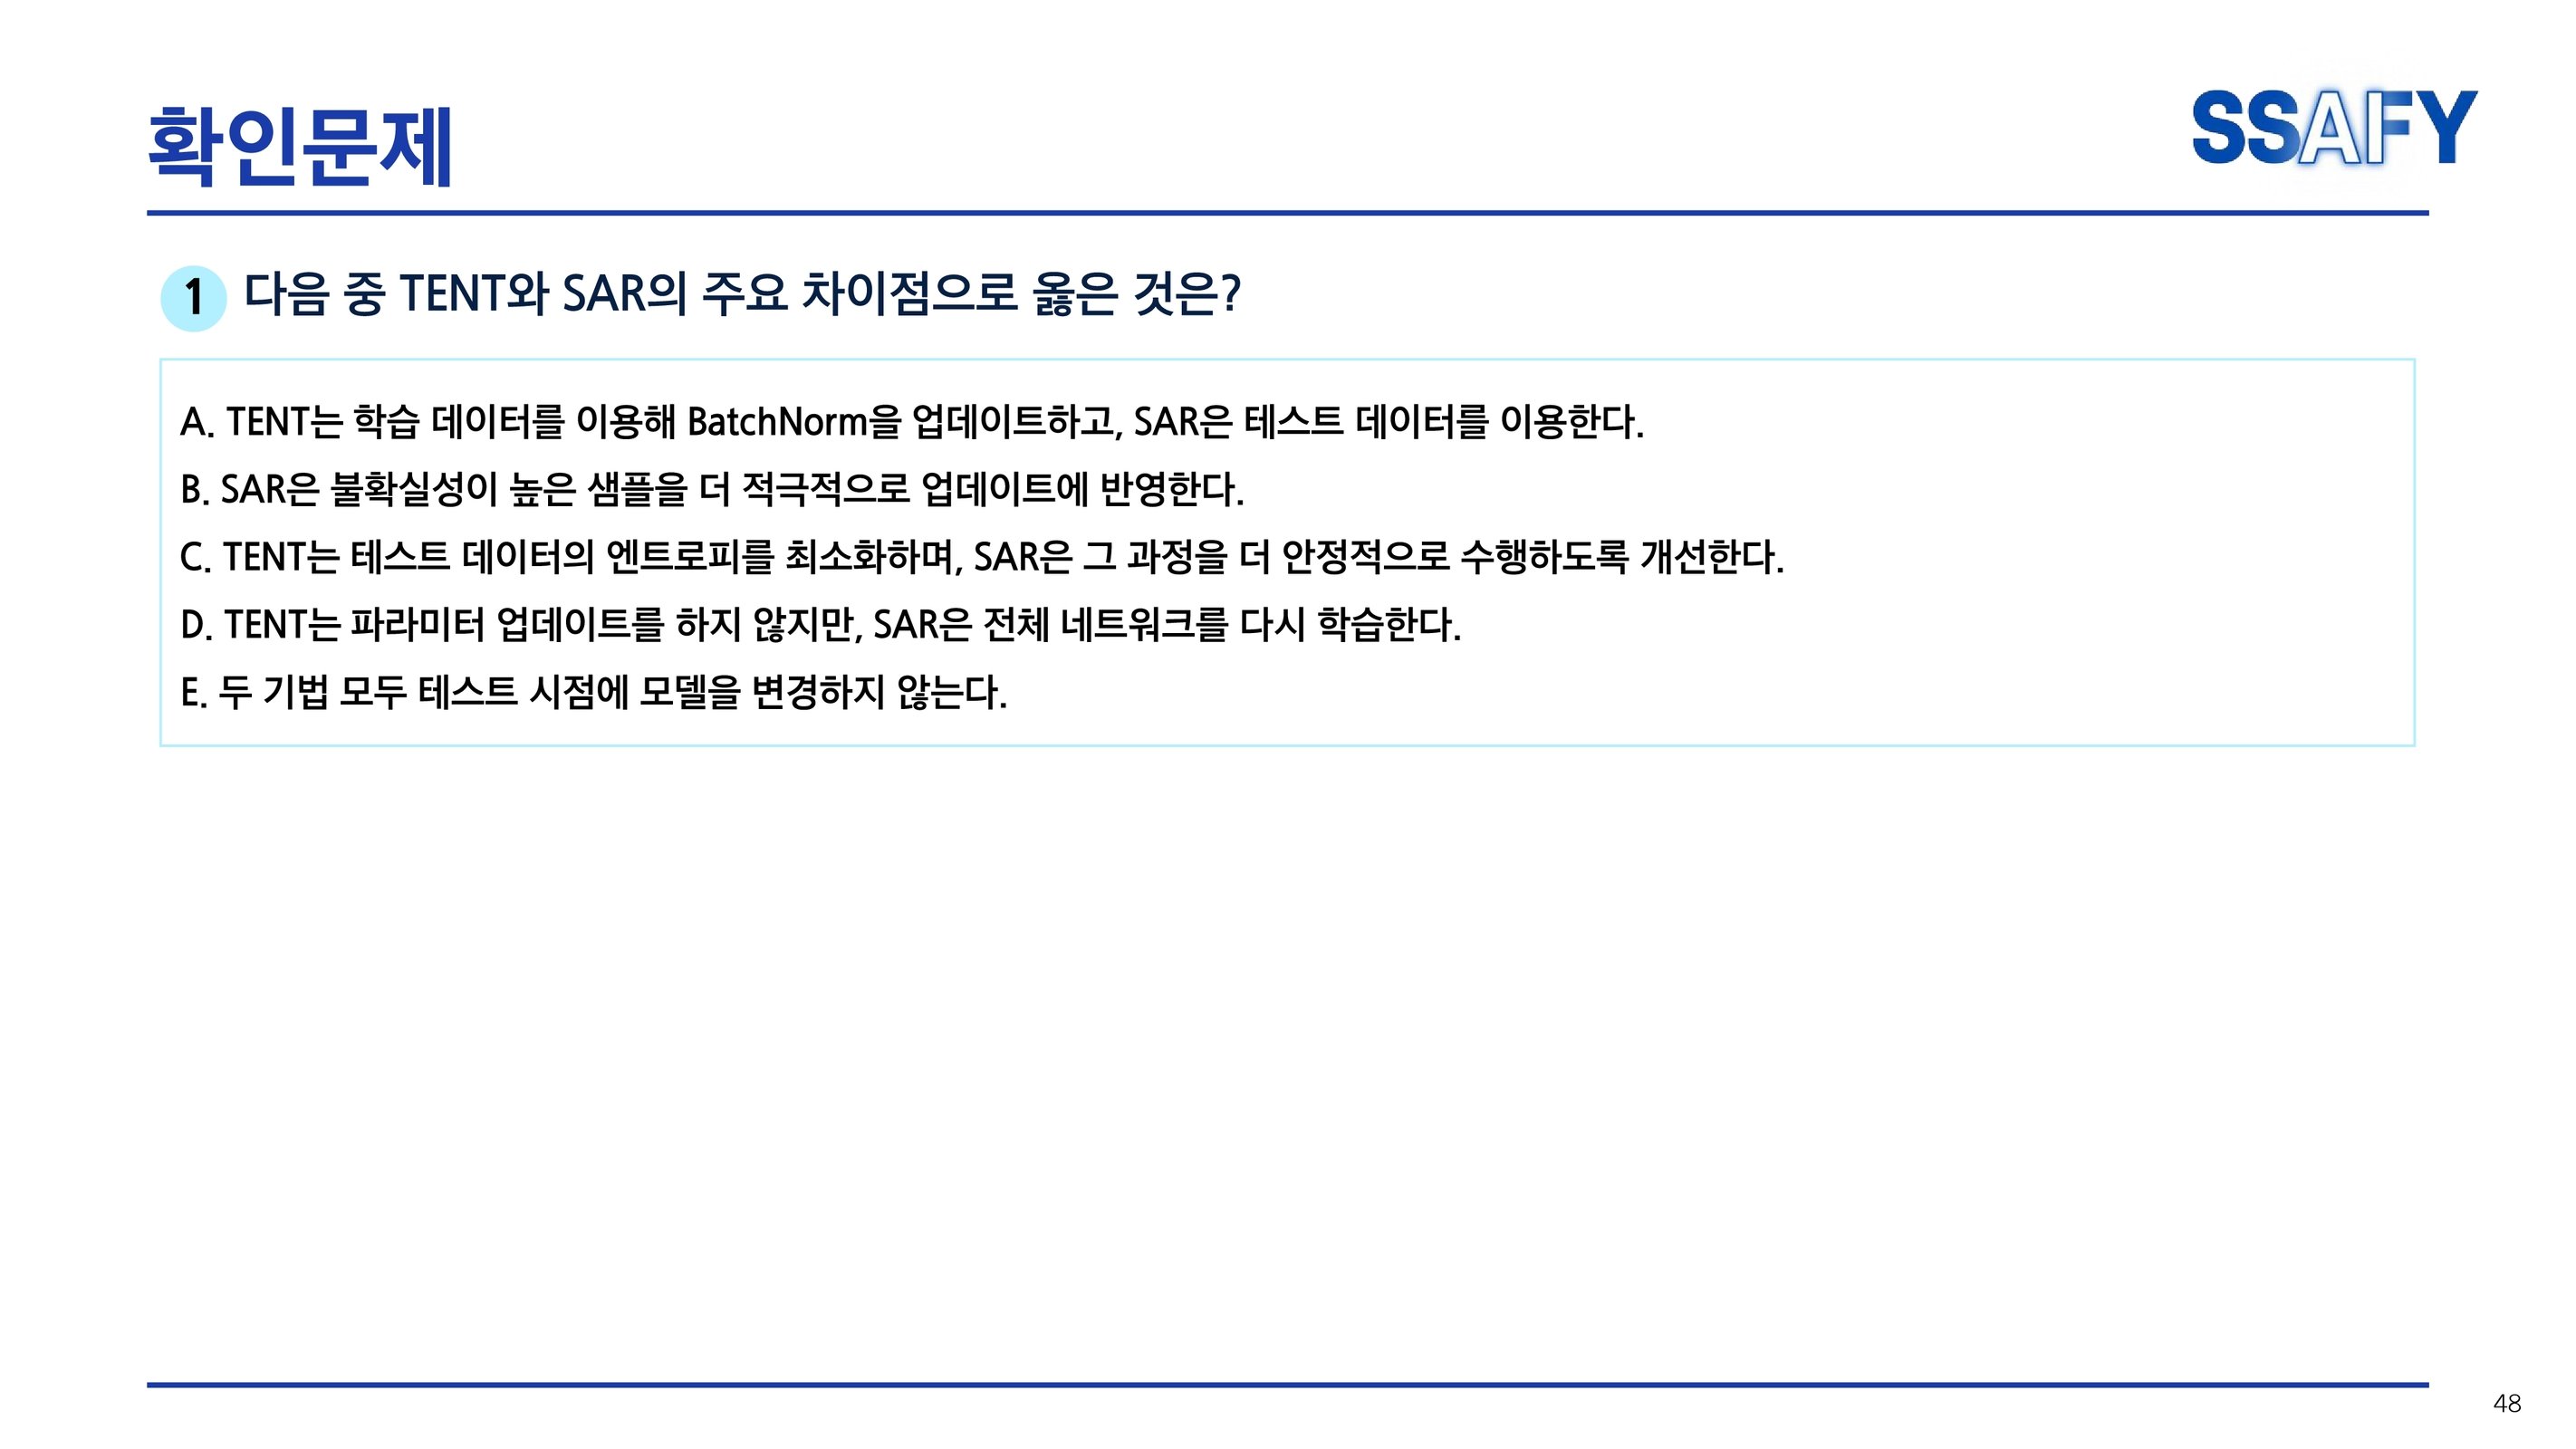 확인문제
SSAFY
1 다음 중 TENT와 SAR의 주요 차이점으로 옳은 것은?
A. TENT는 학습 데이터를 이용해 BatchNorm을 업데이트하고, SAR은 테스트 데이터를 이용한다.
B. SAR은 불확실성이 높은 샘플을 더 적극적으로 업데이트에 반영한다.
C. TENT는 테스트 데이터의 엔트로피를 최소화하며, SAR은 그 과정을 더 안정적으로 수행하도록 개선한다.
D. TENT는 파라미터 업데이트를 하지 않지만, SAR은 전체 네트워크를 다시 학습한다.
E. 두 기법 모두 테스트 시점에 모델을 변경하지 않는다.
48